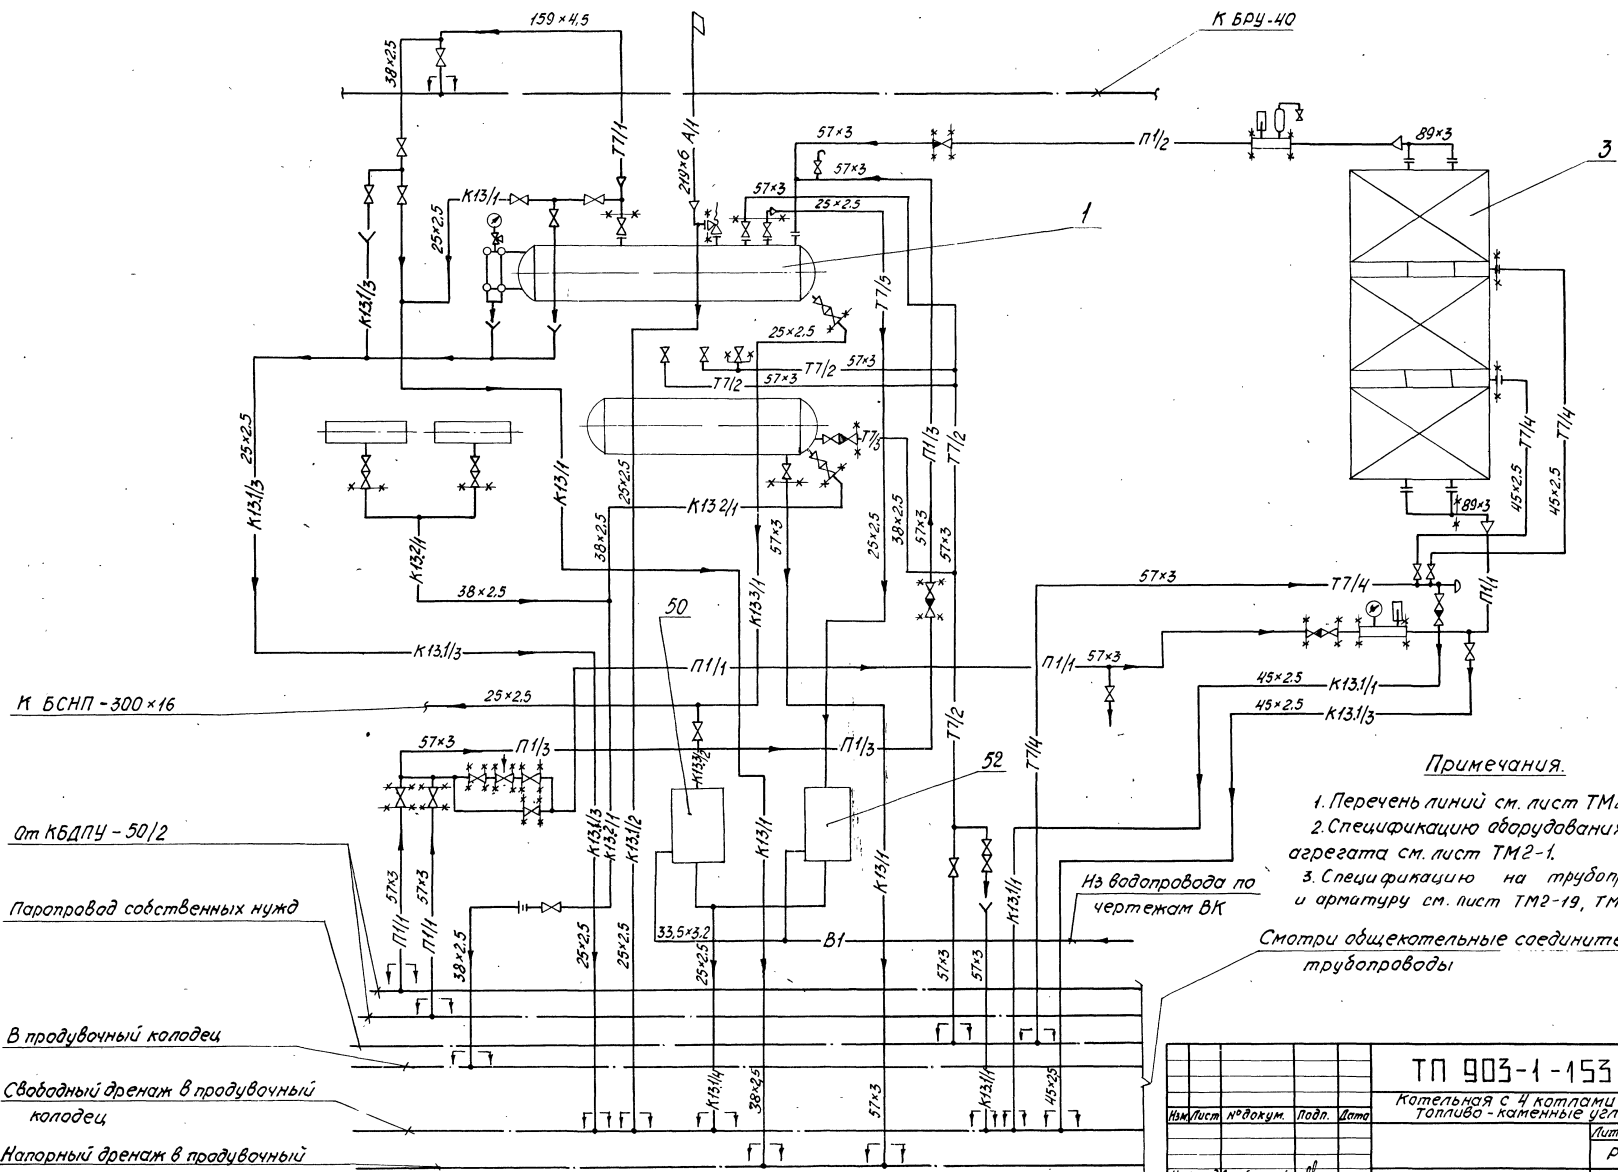 159×4,5
К БРУ-40
38×2.5
Т7/1
219×6 А/1
57×3
П1/2
89×3
3
57×3
57×3
25×2.5
К13/1
25×2.5
1
К13.1/3
Т7/5
25×2.5
Т7/2 57×3
Т7/2 57×3
Т7/5
25×2.5
К13.1/3
К13/1
25×2.5
П1/3
Т7/2
Т7/4
Т7/4
45×2.5
45×2.5
К13.2/1
38×2.5
К13 2/1
57×3
25×2.5
38×2.5
57×3
57×3
89×3
К13.2/1
38×2.5
50
К133/1
57×3
Т7/4
П1/1
К13.1/3
П1/1
П1/1 57×3
45×2.5 К13.1/1
45×2.5 К13.1/3
К БСНП-300×16
25×2.5
57×3 П1/3
К13.3/2
П1/3
52
Т7/2
Т7/4
Примечания.
1. Перечень линий см. лист ТМ
2. Спецификацию оборудования
агрегата см. лист ТМ2-1.
3. Спецификацию на трубопр
и арматуру см. лист ТМ2-19, ТМ
От КБДПУ-50/2
57×3
57×3
К13.1/3
К13.2/1
К13.1/2
К13/1
К13/1
К13.1/1
Из водопровода по
чертежам ВК
Паропровод собственных нужд
П1/1
П1/1
38×2.5
25×2.5
25×2.5
33,5×3.2
25×2.5
В1
57×3
57×3
Смотри общекотельные соедините
трубопроводы
В продувочный колодец
Свободный дренаж в продувочный
колодец
К13.1/4
38×2.5
57×3
К13.1/1
45×25
Напорный дренаж в продувочный
ТП 903-1-153
Котельная с 4 котлами
топливо-каменные угл
Изм. Лист № докум. Подп. Дата
Лит
Р